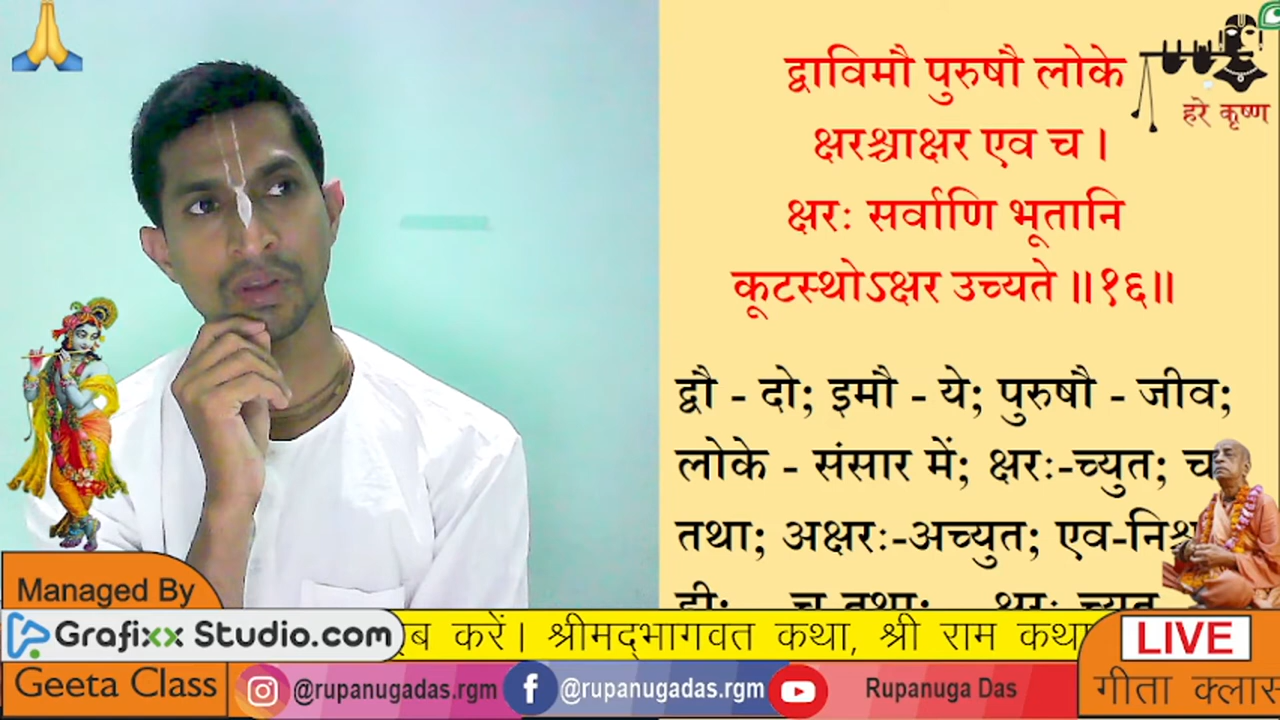 द्वाविमौ पुरुषौ लोके
क्षरश्चाक्षर एव च ।
क्षरः सर्वाणि भूतानि
कूटस्थोऽक्षर उच्यते ॥१६॥
हरे कृष्ण
द्वौ - दो; इमौ - ये; पुरुषौ - जीव;
लोके - संसार में; क्षरः-च्युत; च
तथा; अक्षरः-अच्युत; एव-
Managed By
Grafixx Studio.com
करें। श्रीमद्भागवत कथा, श्री राम कथा
LIVE
Geeta Class
@rupanugadas.rgm
@rupanugadas.rgm
Rupanuga Das
गीता क्लास